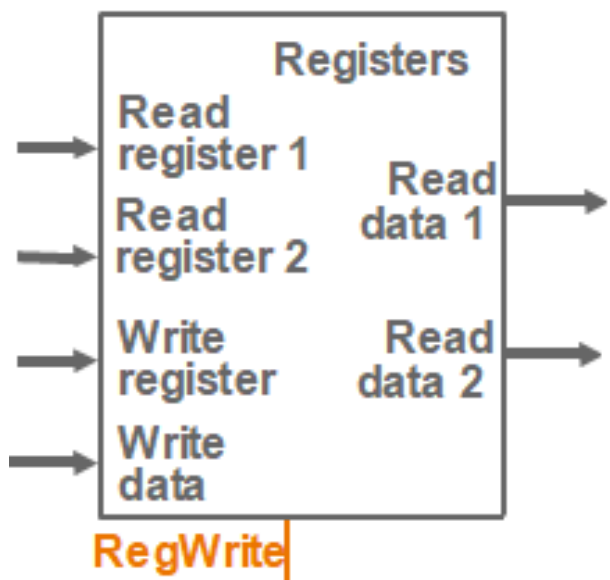 Registers
Read
register 1
Read
register 2
Write
register
Write
data
Read
data 1
Read
data 2
RegWrite